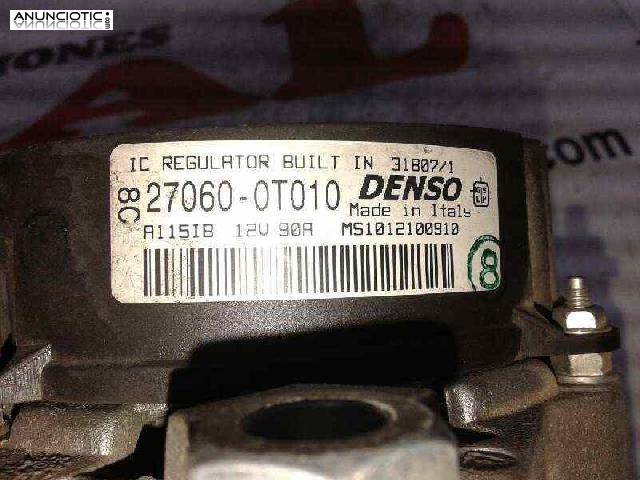 ANUNCIOTIC
.COM
IC REGULATOR BUILT IN 31807/1
8C 27060-0T010 DENSO
Made in Italy
A115IB 12V 90A MS1012100910
8